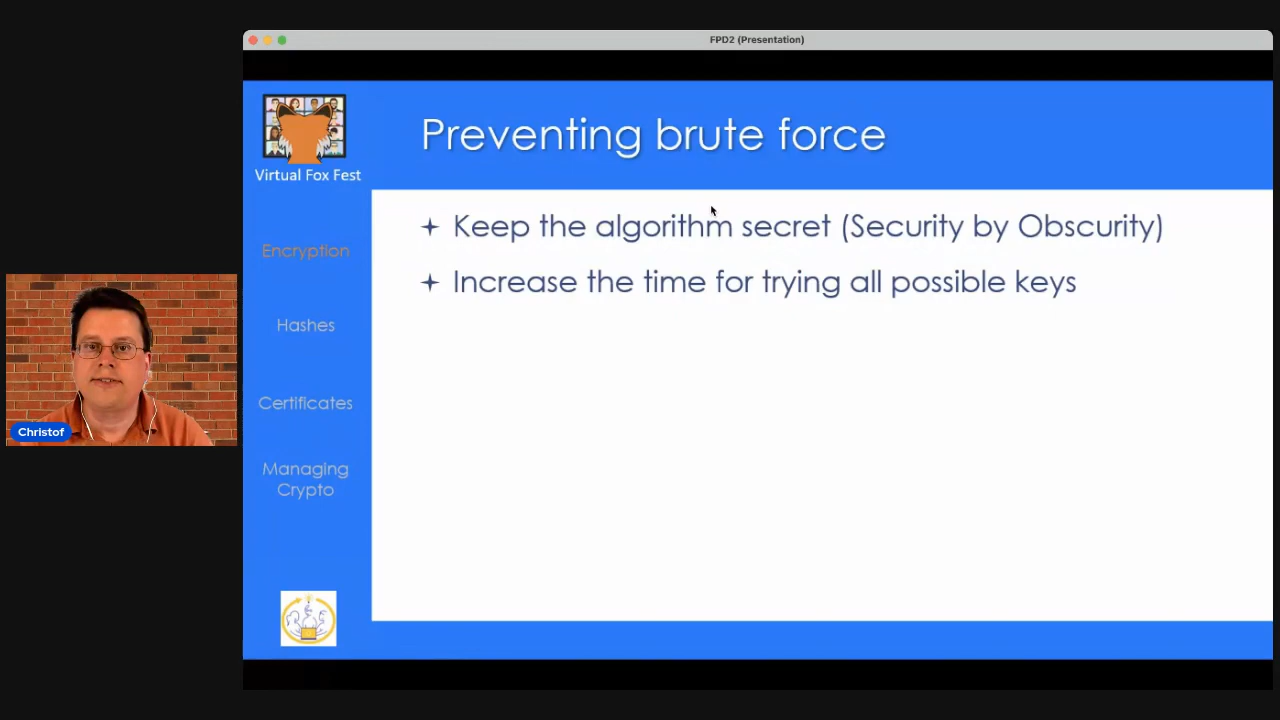 FPD2 (Presentation)
Preventing brute force
Virtual Fox Fest
Keep the algorithm secret (Security by Obscurity)
Increase the time for trying all possible keys
Encryption
Hashes
Certificates
Managing
Crypto
Christof